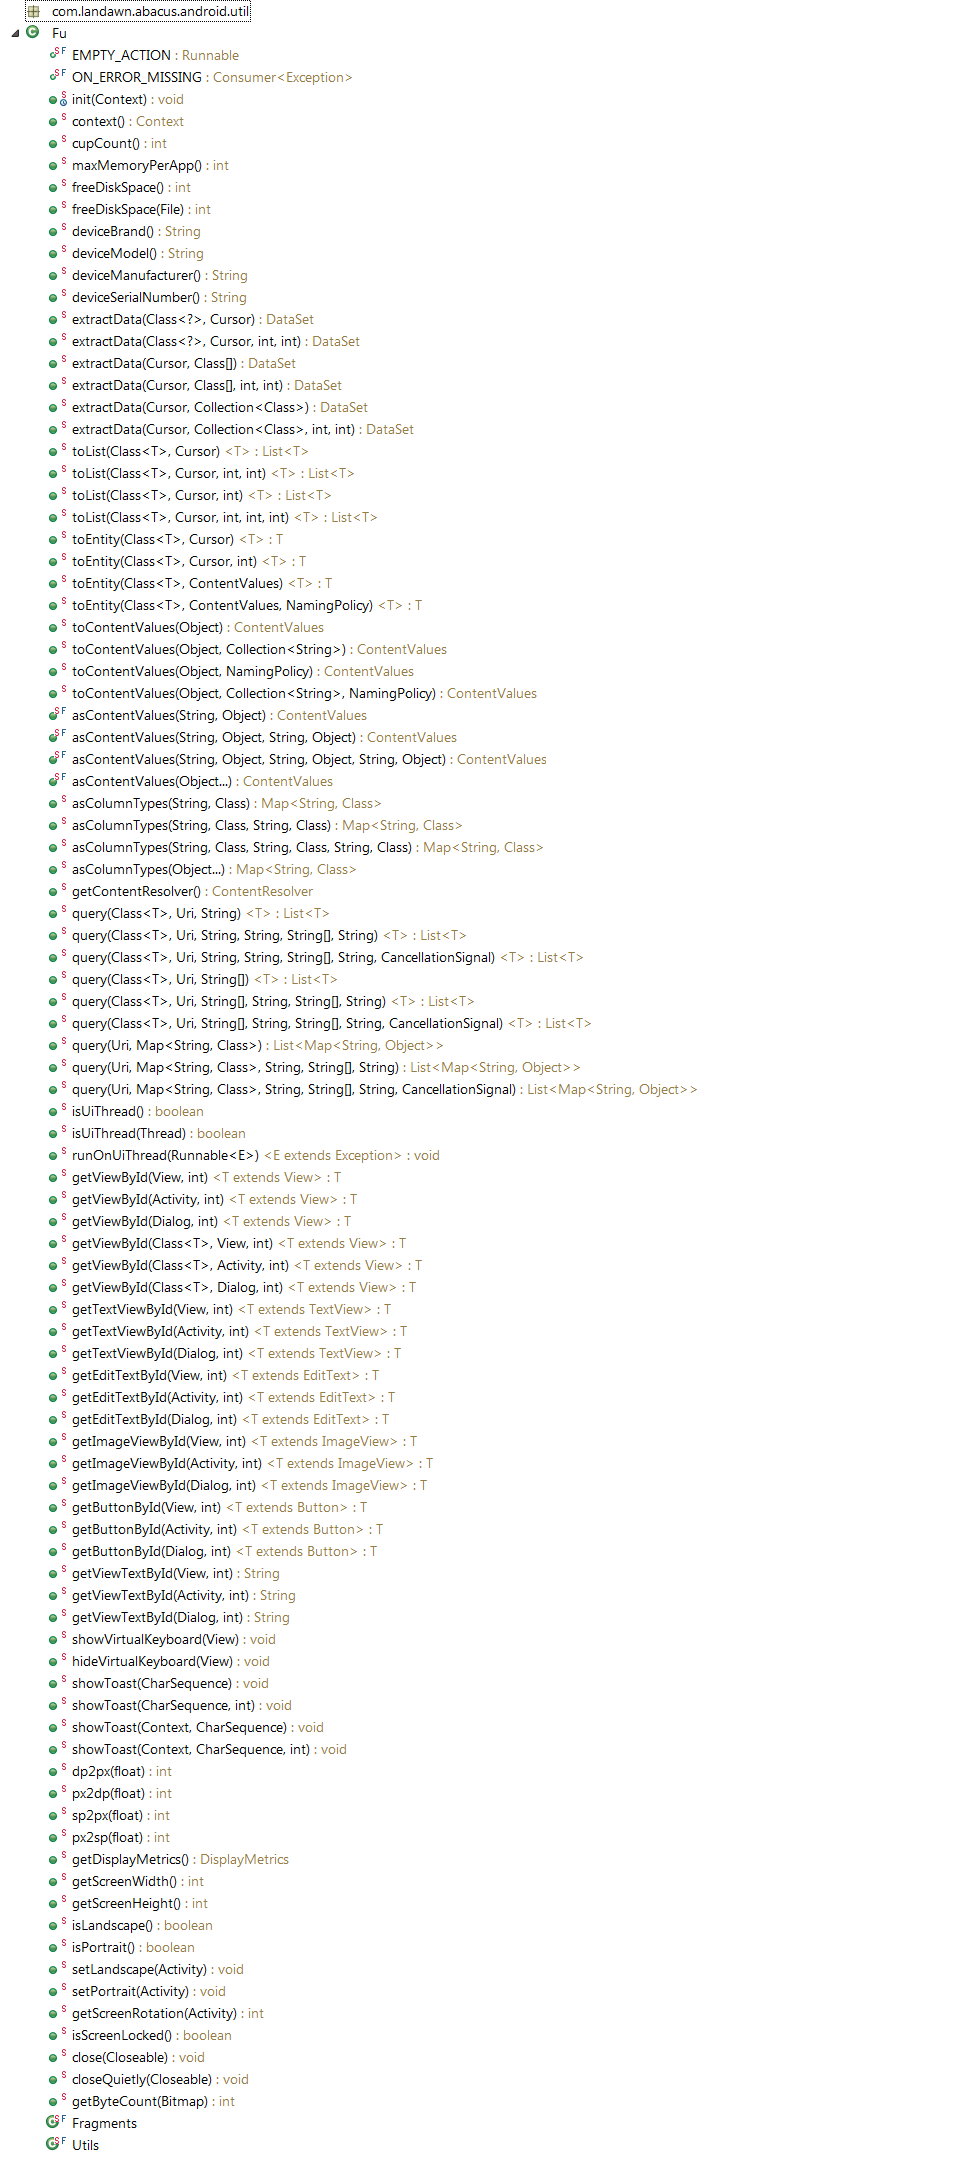 com.landawn.abacus.android.util
Fu
EMPTY_ACTION : Runnable
ON_ERROR_MISSING : Consumer<Exception>
init(Context) : void
context() : Context
cupCount() : int
maxMemoryPerApp() : int
freeDiskSpace() : int
freeDiskSpace(File) : int
deviceBrand() : String
deviceModel() : String
deviceManufacturer() : String
deviceSerialNumber() : String
extractData(Class<?>, Cursor) : DataSet
extractData(Class<?>, Cursor, int, int) : DataSet
extractData(Cursor, Class[]) : DataSet
extractData(Cursor, Class[], int, int) : DataSet
extractData(Cursor, Collection<Class>) : DataSet
extractData(Cursor, Collection<Class>, int, int) : DataSet
toList(Class<T>, Cursor) <T> : List<T>
toList(Class<T>, Cursor, int, int) <T> : List<T>
toList(Class<T>, Cursor, int) <T> : List<T>
toList(Class<T>, Cursor, int, int, int) <T> : List<T>
toEntity(Class<T>, Cursor) <T> : T
toEntity(Class<T>, Cursor, int) <T> : T
toEntity(Class<T>, ContentValues) <T> : T
toEntity(Class<T>, ContentValues, NamingPolicy) <T> : T
toContentValues(Object) : ContentValues
toContentValues(Object, Collection<String>) : ContentValues
toContentValues(Object, NamingPolicy) : ContentValues
toContentValues(Object, Collection<String>, NamingPolicy) : ContentValues
asContentValues(String, Object) : ContentValues
asContentValues(String, Object, String, Object) : ContentValues
asContentValues(String, Object, String, Object, String, Object) : ContentValues
asContentValues(Object...) : ContentValues
asColumnTypes(String, Class) : Map<String, Class>
asColumnTypes(String, Class, String, Class) : Map<String, Class>
asColumnTypes(String, Class, String, Class, String, Class) : Map<String, Class>
asColumnTypes(Object...) : Map<String, Class>
getContentResolver() : ContentResolver
query(Class<T>, Uri, String) <T> : List<T>
query(Class<T>, Uri, String, String, String[], String) <T> : List<T>
query(Class<T>, Uri, String, String, String[], String, CancellationSignal) <T> : List<T>
query(Class<T>, Uri, String[]) <T> : List<T>
query(Class<T>, Uri, String[], String, String[], String) <T> : List<T>
query(Class<T>, Uri, String[], String, String[], String, CancellationSignal) <T> : List<T>
query(Uri, Map<String, Class>) : List<Map<String, Object>>
query(Uri, Map<String, Class>, String, String[], String) : List<Map<String, Object>>
query(Uri, Map<String, Class>, String, String[], String, CancellationSignal) : List<Map<String, Object>>
isUiThread() : boolean
isUiThread(Thread) : boolean
runOnUiThread(Runnable<E>) <E extends Exception> : void
getViewById(View, int) <T extends View> : T
getViewById(Activity, int) <T extends View> : T
getViewById(Dialog, int) <T extends View> : T
getViewById(Class<T>, View, int) <T extends View> : T
getViewById(Class<T>, Activity, int) <T extends View> : T
getViewById(Class<T>, Dialog, int) <T extends View> : T
getTextViewById(View, int) <T extends TextView> : T
getTextViewById(Activity, int) <T extends TextView> : T
getTextViewById(Dialog, int) <T extends TextView> : T
getEditTextById(View, int) <T extends EditText> : T
getEditTextById(Activity, int) <T extends EditText> : T
getEditTextById(Dialog, int) <T extends EditText> : T
getImageViewById(View, int) <T extends ImageView> : T
getImageViewById(Activity, int) <T extends ImageView> : T
getImageViewById(Dialog, int) <T extends ImageView> : T
getButtonById(View, int) <T extends Button> : T
getButtonById(Activity, int) <T extends Button> : T
getButtonById(Dialog, int) <T extends Button> : T
getViewTextById(View, int) : String
getViewTextById(Activity, int) : String
getViewTextById(Dialog, int) : String
showVirtualKeyboard(View) : void
hideVirtualKeyboard(View) : void
showToast(CharSequence) : void
showToast(CharSequence, int) : void
showToast(Context, CharSequence) : void
showToast(Context, CharSequence, int) : void
dp2px(float) : int
px2dp(float) : int
sp2px(float) : int
px2sp(float) : int
getDisplayMetrics() : DisplayMetrics
getScreenWidth() : int
getScreenHeight() : int
isLandscape() : boolean
isPortrait() : boolean
setLandscape(Activity) : void
setPortrait(Activity) : void
getScreenRotation(Activity) : int
isScreenLocked() : boolean
close(Closeable) : void
closeQuietly(Closeable) : void
getByteCount(Bitmap) : int
Fragments
Utils